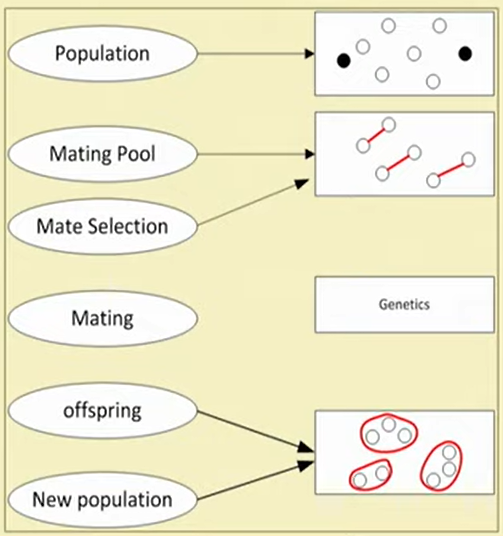 Population
Mating Pool
Mate Selection
Mating
Genetics
offspring
New population